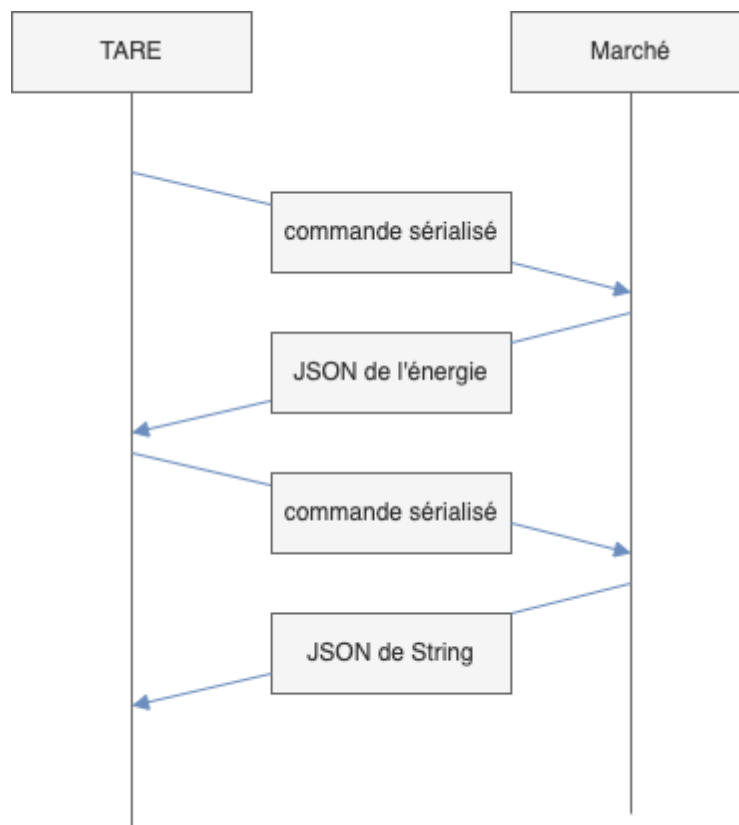 TARE
Marché
commande sérialisé
JSON de l'énergie
commande sérialisé
JSON de String